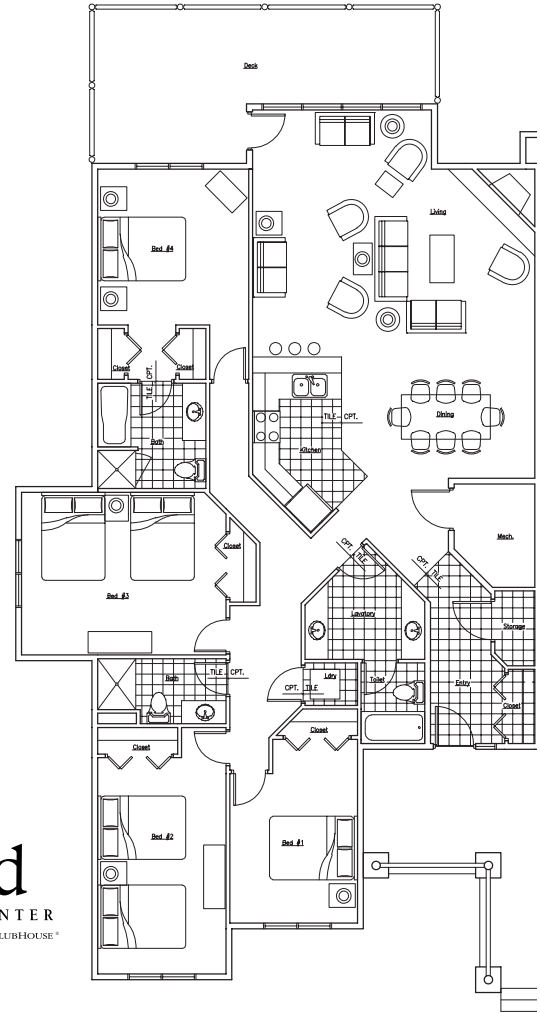 Deck
Living
Bed #4
Closet
Closet
TILE CPT.
TILE- CPT.
Dining
Bath
Kitchen
Closet
Mech.
CPT. TILE
CPT. TILE
Bed #3
Lavatory
Storage
Bath
TILE CPT.
Ldry
Toilet
CPT. TILE
Entry
Closet
Closet
Closet
Bed #2
Bed #1
d
NTER
LUBHOUSE®